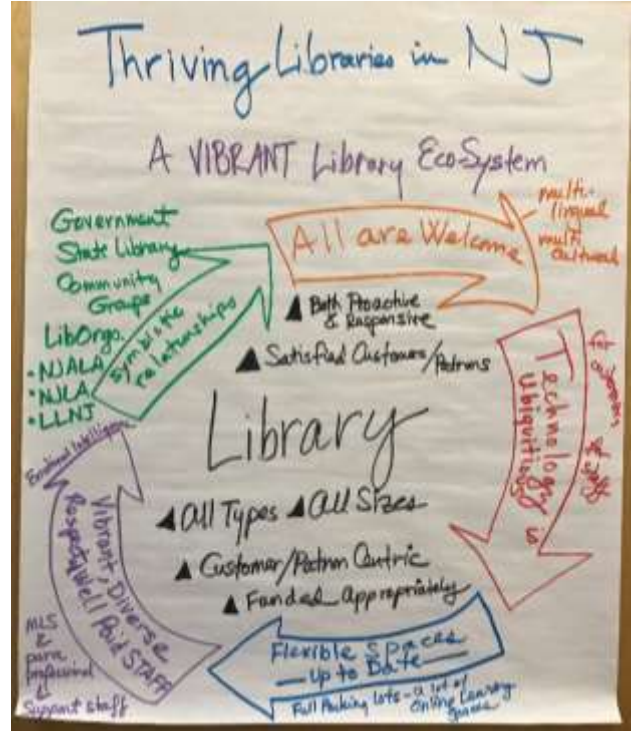 Thriving Libraries in NJ
A VIBRANT Library Eco-System
Government
State Library
Community
Groups
LibOrgs.
• NJALA
• NJLA
• LLNJ
symbiotic
relationships
All are Welcome
multi-
lingual
multi
cultural
▲ Both Proactive
& Responsive
▲ Satisfied Customers/Patrons
Technology is
Ubiquitious
Library
▲ All Types ▲ All Sizes
▲ Customer/Patron Centric
▲ Funded appropriately
Flexible Spaces
— Up to Date —
Full Parking lots - a lot of
Online Learning
spaces
Emotional Intelligence
Vibrant, Diverse
Well Paid STAFF
MLS
&
para
professional
Support staff